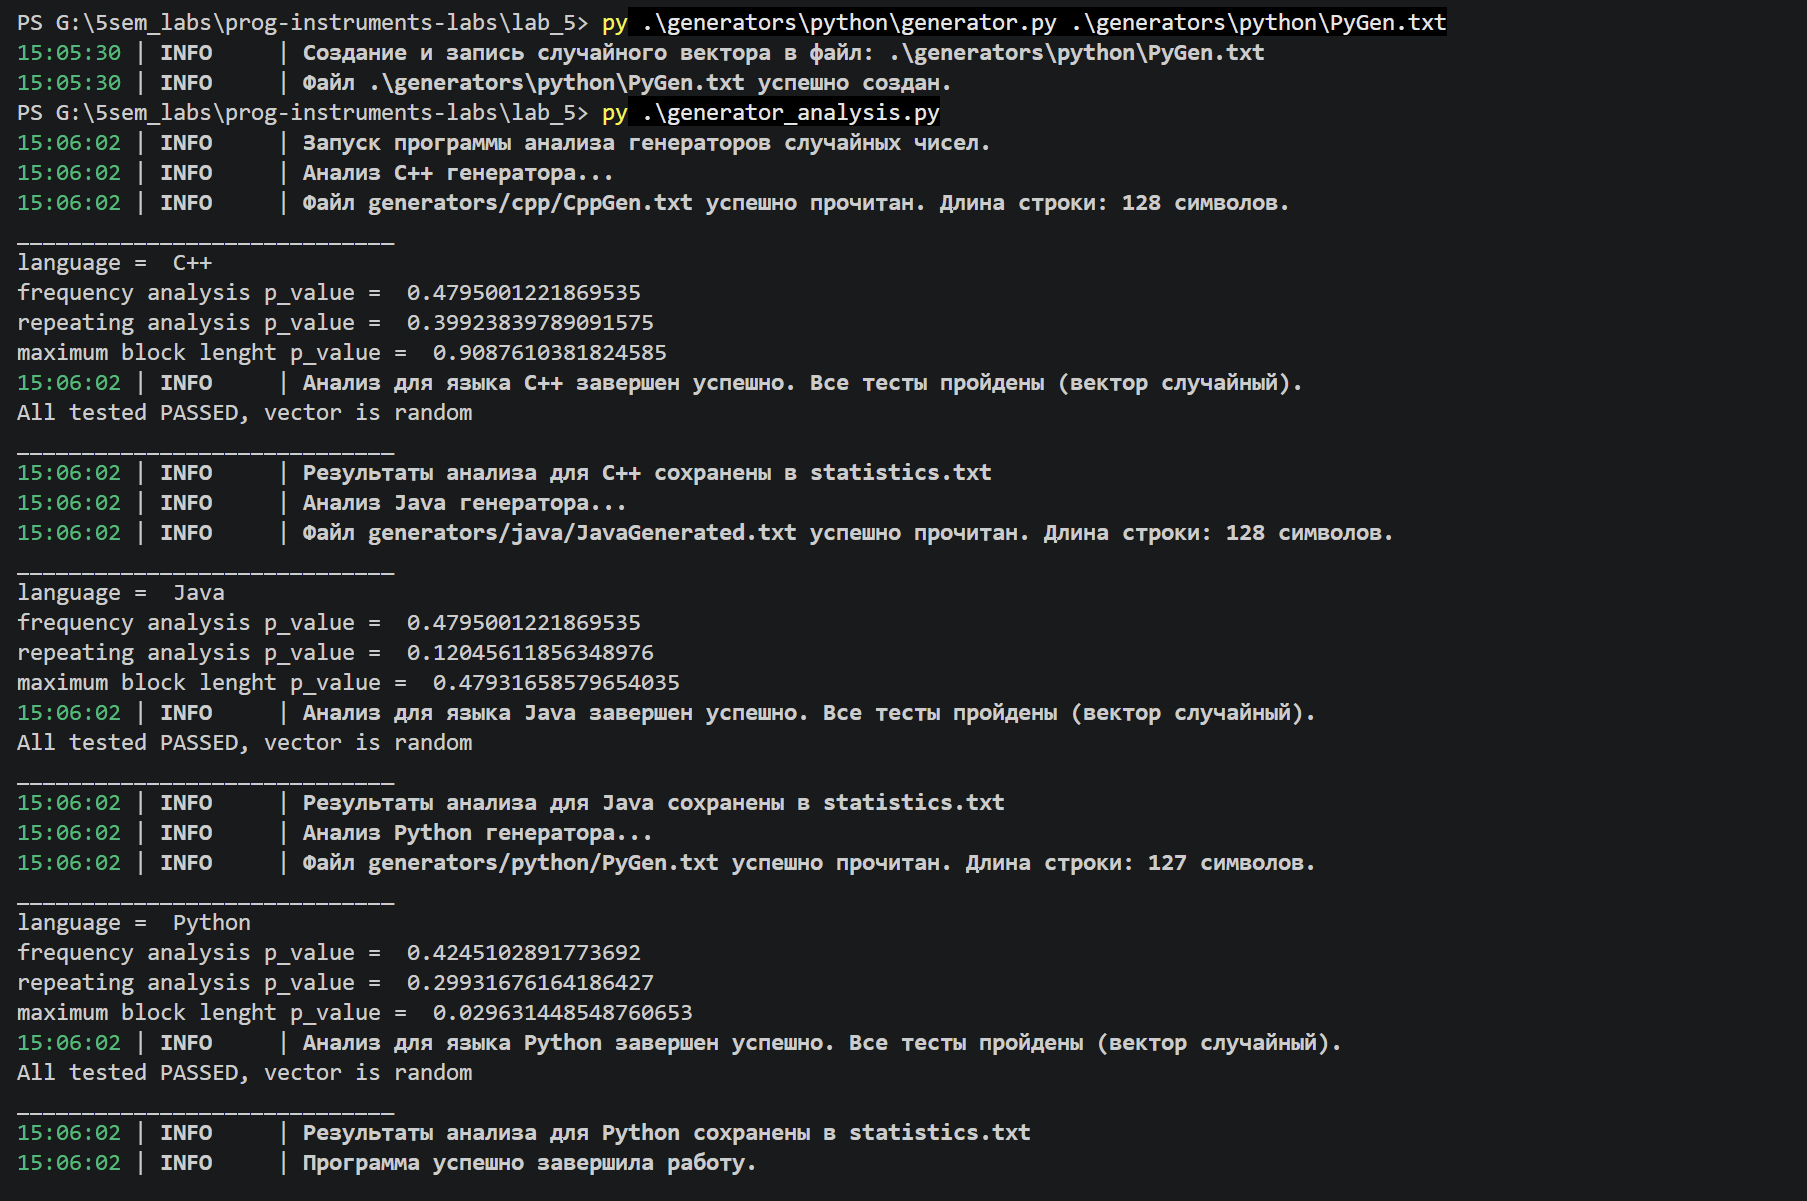 PS G:\5sem_labs\prog-instruments-labs\lab_5> py .\generators\python\generator.py .\generators\python\PyGen.txt
15:05:30 | INFO     | Создание и запись случайного вектора в файл: .\generators\python\PyGen.txt
15:05:30 | INFO     | Файл .\generators\python\PyGen.txt успешно создан.
PS G:\5sem_labs\prog-instruments-labs\lab_5> py .\generator_analysis.py
15:06:02 | INFO     | Запуск программы анализа генераторов случайных чисел.
15:06:02 | INFO     | Анализ C++ генератора...
15:06:02 | INFO     | Файл generators/cpp/CppGen.txt успешно прочитан. Длина строки: 128 символов.
_____________________________
language =  C++
frequency analysis p_value =  0.4795001221869535
repeating analysis p_value =  0.39923839789091575
maximum block lenght p_value =  0.9087610381824585
15:06:02 | INFO     | Анализ для языка C++ завершен успешно. Все тесты пройдены (вектор случайный).
All tested PASSED, vector is random
_____________________________
15:06:02 | INFO     | Результаты анализа для C++ сохранены в statistics.txt
15:06:02 | INFO     | Анализ Java генератора...
15:06:02 | INFO     | Файл generators/java/JavaGenerated.txt успешно прочитан. Длина строки: 128 символов.
_____________________________
language =  Java
frequency analysis p_value =  0.4795001221869535
repeating analysis p_value =  0.12045611856348976
maximum block lenght p_value =  0.47931658579654035
15:06:02 | INFO     | Анализ для языка Java завершен успешно. Все тесты пройдены (вектор случайный).
All tested PASSED, vector is random
_____________________________
15:06:02 | INFO     | Результаты анализа для Java сохранены в statistics.txt
15:06:02 | INFO     | Анализ Python генератора...
15:06:02 | INFO     | Файл generators/python/PyGen.txt успешно прочитан. Длина строки: 127 символов.
_____________________________
language =  Python
frequency analysis p_value =  0.4245102891773692
repeating analysis p_value =  0.29931676164186427
maximum block lenght p_value =  0.029631448548760653
15:06:02 | INFO     | Анализ для языка Python завершен успешно. Все тесты пройдены (вектор случайный).
All tested PASSED, vector is random
_____________________________
15:06:02 | INFO     | Результаты анализа для Python сохранены в statistics.txt
15:06:02 | INFO     | Программа успешно завершила работу.